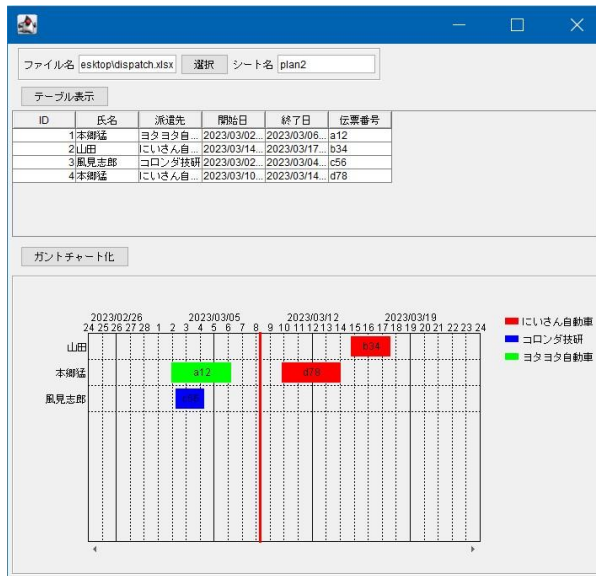 ファイル名 esktop\dispatch.xlsx 選択 シート名 plan2
テーブル表示
ID 氏名 派遣先 開始日 終了日 伝票番号
1 本郷猛 ヨタヨタ自... 2023/03/02... 2023/03/06... a12
2 山田 にいさん自... 2023/03/14... 2023/03/17... b34
3 風見志郎 コロンダ技研 2023/03/02... 2023/03/04... c56
4 本郷猛 にいさん自... 2023/03/10... 2023/03/14... d78
ガントチャート化
2023/02/26 2023/03/05 2023/03/12 2023/03/19
24 25 26 27 28 1 2 3 4 5 6 7 8 9 10 11 12 13 14 15 16 17 18 19 20 21 22 23 24
にいさん自動車
コロンダ技研
ヨタヨタ自動車
山田 b34
本郷猛 a12 d78
風見志郎 c56